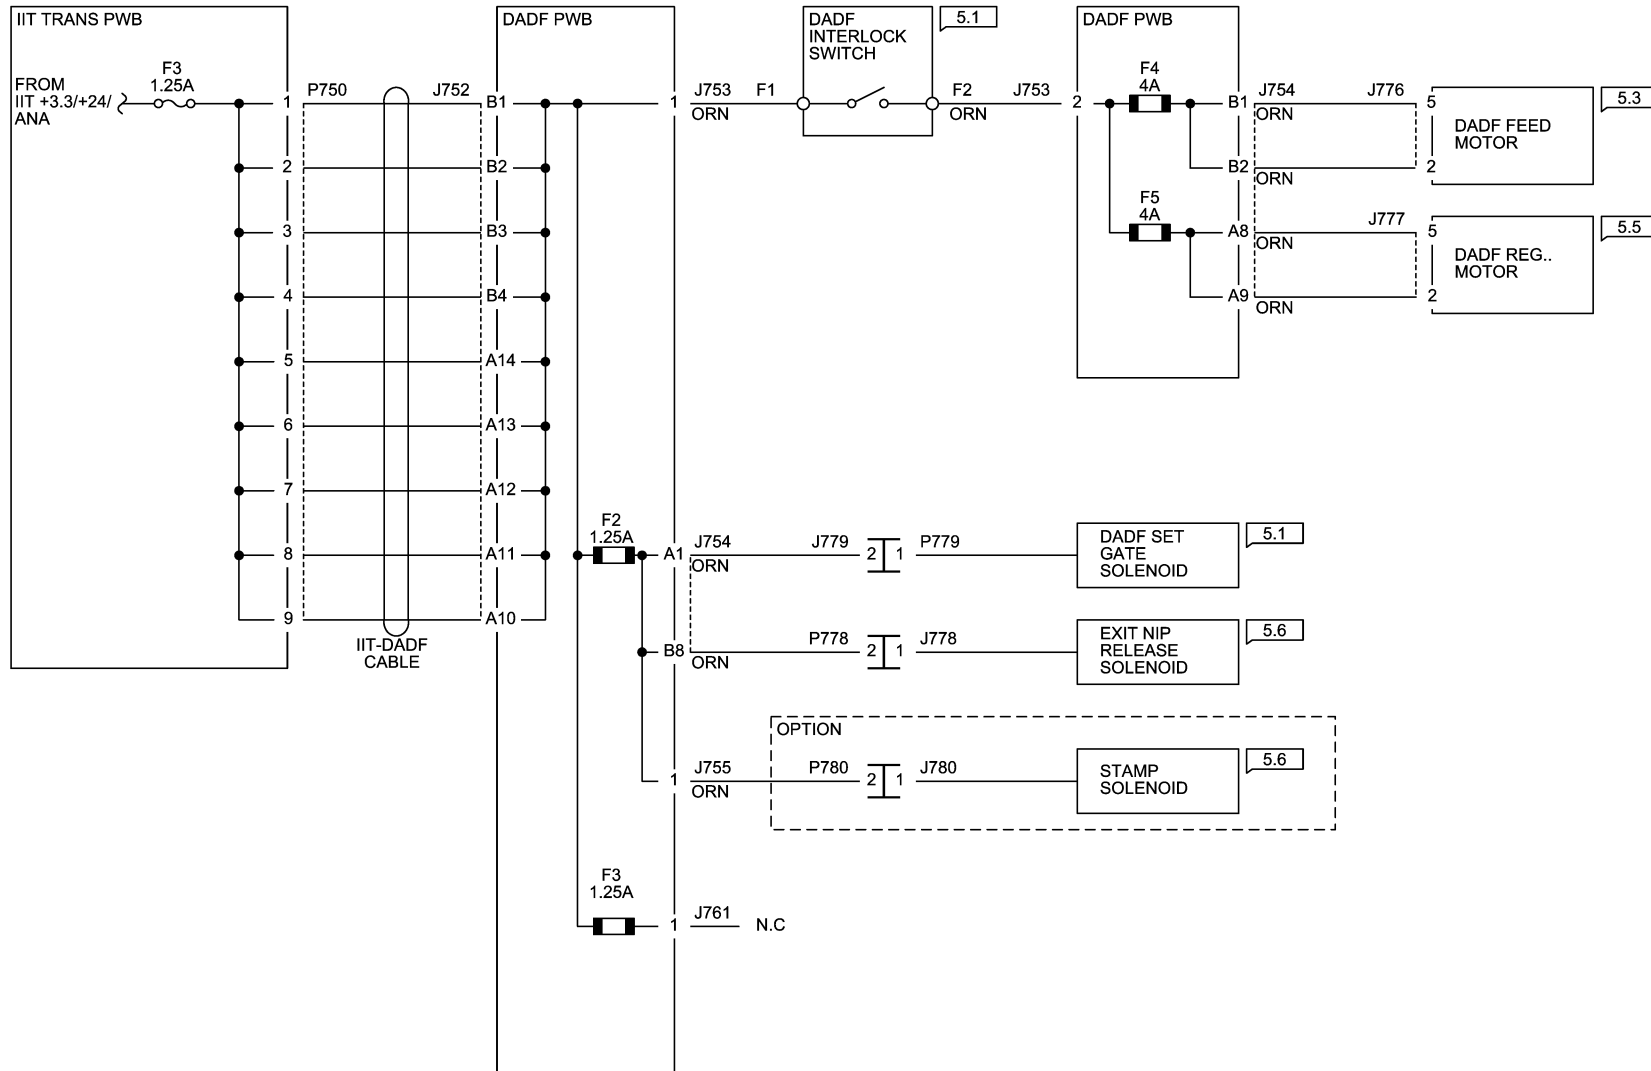 IIT TRANS PWB
FROM
IIT +3.3/+24/
ANA
F3
1.25A
1
2
3
4
5
6
7
8
9
P750
J752
IIT-DADF
CABLE
DADF PWB
B1
B2
B3
B4
A14
A13
A12
A11
A10
F2
1.25A
F3
1.25A
1
A1
B8
1
1
J753
ORN
F1
DADF
INTERLOCK
SWITCH
5.1
F2
ORN
J753
DADF PWB
2
F4
4A
F5
4A
B1
B2
A8
A9
J754
ORN
J776
ORN
5
2
DADF FEED
MOTOR
5.3
ORN
J777
ORN
5
2
DADF REG..
MOTOR
5.5
J754
ORN
J779
2
1
P779
DADF SET
GATE
SOLENOID
5.1
ORN
P778
2
1
J778
EXIT NIP
RELEASE
SOLENOID
5.6
OPTION
J755
ORN
P780
2
1
J780
STAMP
SOLENOID
5.6
J761
N.C